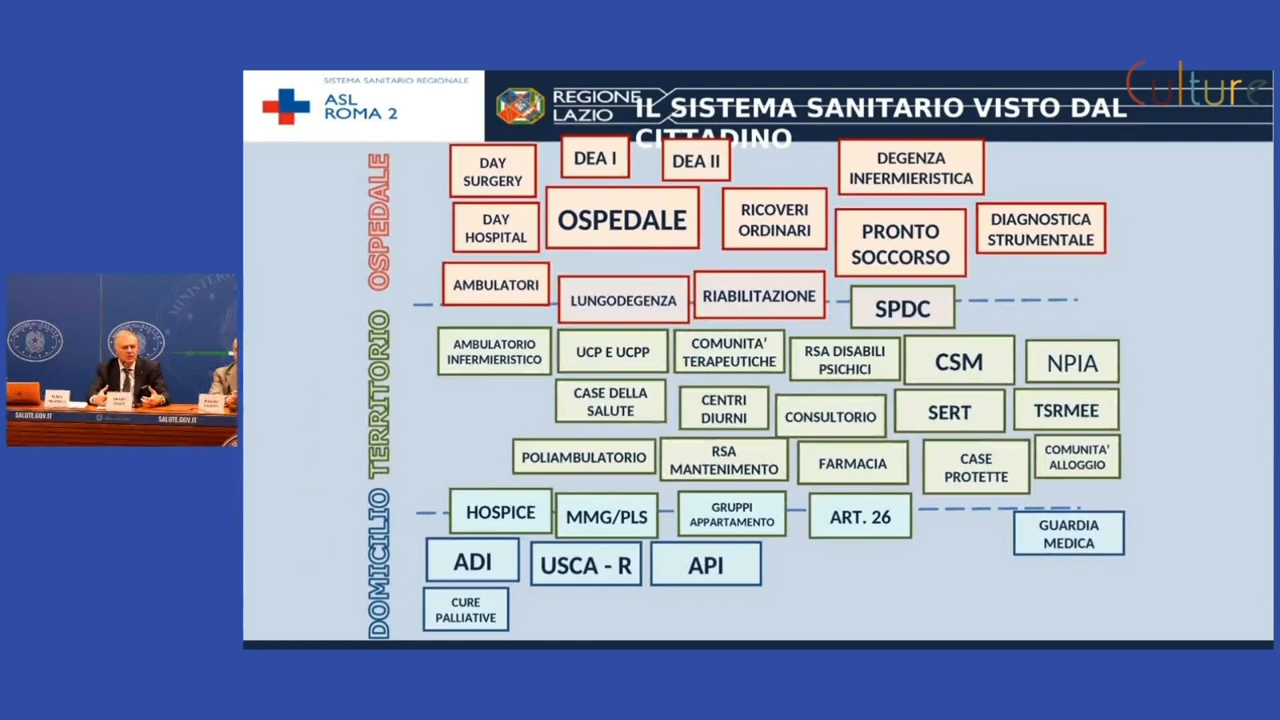 Culture
SISTEMA SANITARIO REGIONALE
ASL
ROMA 2
REGIONE
LAZIO
IL SISTEMA SANITARIO VISTO DAL
CITTADINO
OSPEDALE
DAY
SURGERY
DEA I
DEA II
DEGENZA
INFERMIERISTICA
DAY
HOSPITAL
OSPEDALE
RICOVERI
ORDINARI
PRONTO
SOCCORSO
DIAGNOSTICA
STRUMENTALE
AMBULATORI
LUNGODEGENZA
RIABILITAZIONE
SPDC
TERRITORIO
AMBULATORIO
INFERMIERISTICO
UCP E UCPP
COMUNITA’
TERAPEUTICHE
RSA DISABILI
PSICHICI
CSM
NPIA
CASE DELLA
SALUTE
CENTRI
DIURNI
CONSULTORIO
SERT
TSRMEE
POLIAMBULATORIO
RSA
MANTENIMENTO
FARMACIA
CASE
PROTETTE
COMUNITA’
ALLOGGIO
DOMICILIO
HOSPICE
MMG/PLS
GRUPPI
APPARTAMENTO
ART. 26
GUARDIA
MEDICA
ADI
USCA - R
API
CURE
PALLIATIVE
SALUTE.GOV.IT
SALUTE.GOV.IT